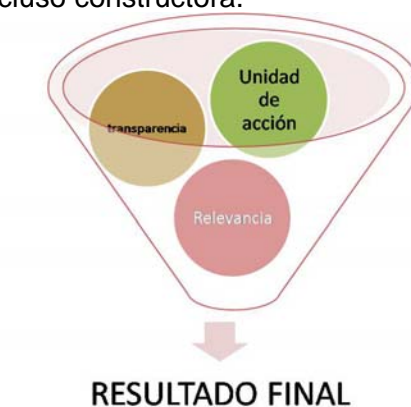 cluso constructora.
Unidad
de
acción
transparencia
Relevancia
RESULTADO FINAL